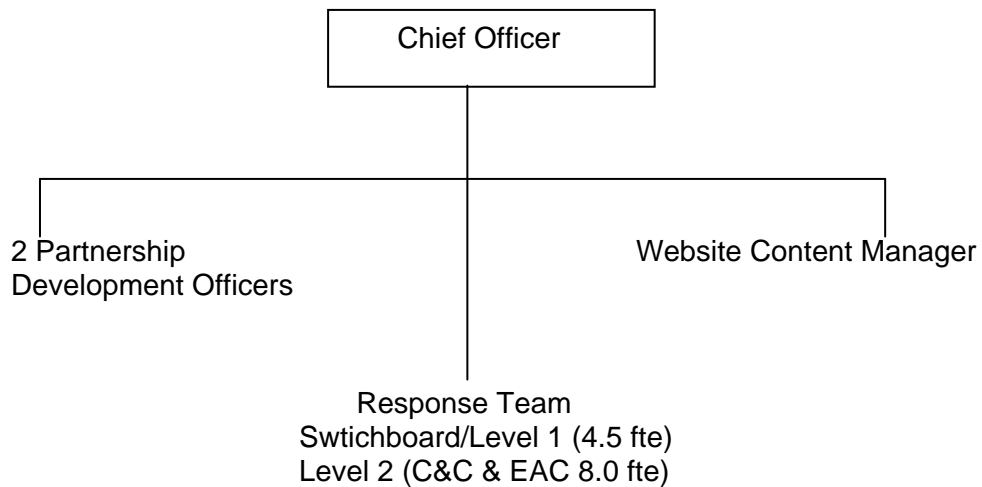 Chief Officer
2 Partnership
Development Officers
Website Content Manager
Response Team
Swtichboard/Level 1 (4.5 fte)
Level 2 (C&C & EAC 8.0 fte)